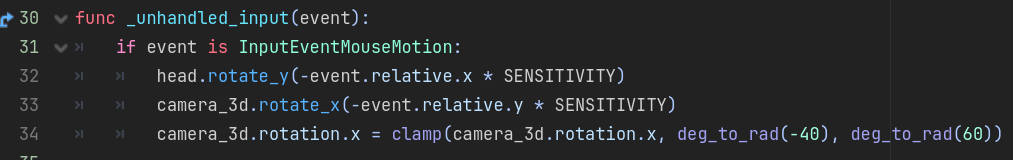 30 func _unhandled_input(event):
31 if event is InputEventMouseMotion:
32 head.rotate_y(-event.relative.x * SENSITIVITY)
33 camera_3d.rotate_x(-event.relative.y * SENSITIVITY)
34 camera_3d.rotation.x = clamp(camera_3d.rotation.x, deg_to_rad(-40), deg_to_rad(60))